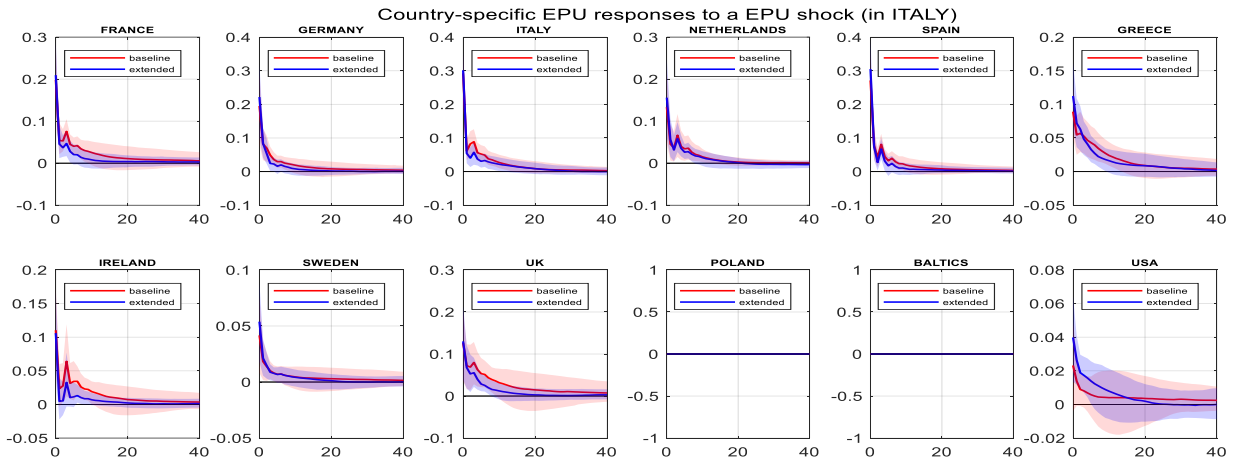 Country-specific EPU responses to a EPU shock (in ITALY)
FRANCE GERMANY ITALY NETHERLANDS SPAIN GREECE
0.3 0.4 0.4 0.3 0.4 0.2
baseline baseline baseline baseline baseline baseline
extended extended extended extended extended extended
0.2 0.3 0.3 0.2 0.3 0.15
0.2 0.2 0.2 0.1
0.1 0.1 0.1 0.1 0.1 0.05
0 0 0 0 0 0
-0.1 -0.1 -0.1 -0.1 -0.1 -0.05
0 20 40 0 20 40 0 20 40 0 20 40 0 20 40 0 20 40
IRELAND SWEDEN UK POLAND BALTICS USA
0.2 0.1 0.3 1 1 0.08
baseline baseline baseline baseline baseline baseline
extended extended extended extended extended extended
0.15 0.2 0.5 0.5 0.06
0.1 0.05 0.04
0.05 0.1 0 0 0.02
0 0 0 -0.5 -0.5 0
-0.05 -0.05 -0.1 -1 -1 -0.02
0 20 40 0 20 40 0 20 40 0 20 40 0 20 40 0 20 40